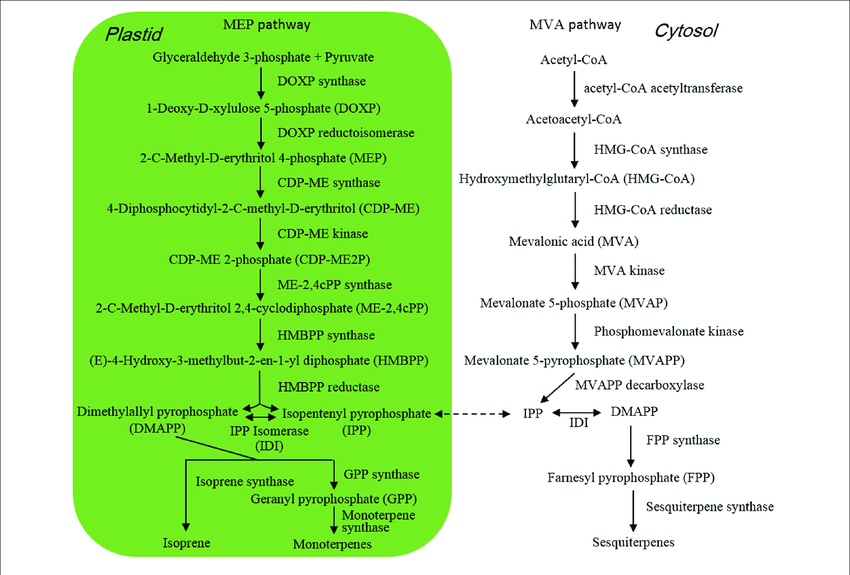 Plastid
MEP pathway
Glyceraldehyde 3-phosphate + Pyruvate
DOXP synthase
1-Deoxy-D-xylulose 5-phosphate (DOXP)
DOXP reductoisomerase
2-C-Methyl-D-erythritol 4-phosphate (MEP)
CDP-ME synthase
4-Diphosphocytidyl-2-C-methyl-D-erythritol (CDP-ME)
CDP-ME kinase
CDP-ME 2-phosphate (CDP-ME2P)
ME-2,4cPP synthase
2-C-Methyl-D-erythritol 2,4-cyclodiphosphate (ME-2,4cPP)
HMBPP synthase
(E)-4-Hydroxy-3-methylbut-2-en-1-yl diphosphate (HMBPP)
HMBPP reductase
Dimethylallyl pyrophosphate
(DMAPP)
IPP Isomerase
(IDI)
Isopentenyl pyrophosphate
(IPP)
Isoprene synthase
GPP synthase
Geranyl pyrophosphate (GPP)
Monoterpene
synthase
Isoprene
Monoterpenes
MVA pathway
Cytosol
Acetyl-CoA
acetyl-CoA acetyltransferase
Acetoacetyl-CoA
HMG-CoA synthase
Hydroxymethylglutaryl-CoA (HMG-CoA)
HMG-CoA reductase
Mevalonic acid (MVA)
MVA kinase
Mevalonate 5-phosphate (MVAP)
Phosphomevalonate kinase
Mevalonate 5-pyrophosphate (MVAPP)
MVAPP decarboxylase
IPP
IDI
DMAPP
FPP synthase
Farnesyl pyrophosphate (FPP)
Sesquiterpene synthase
Sesquiterpenes